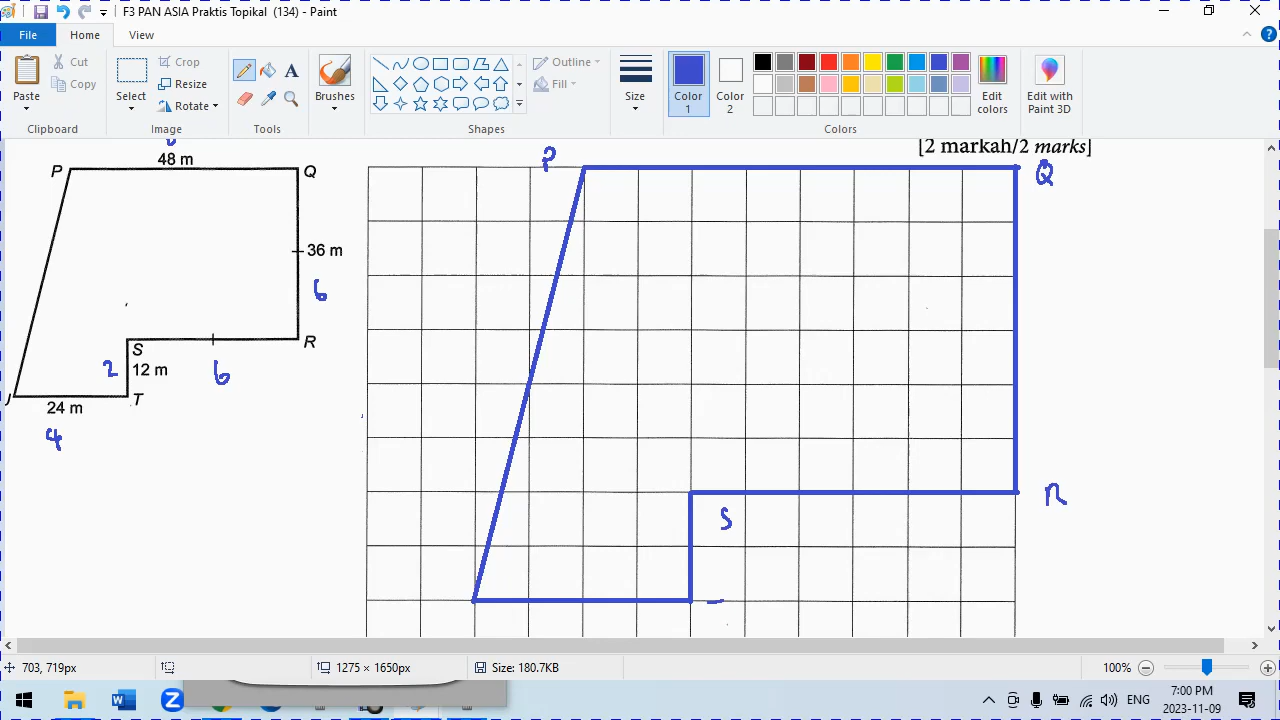 F3 PAN ASIA Praktis Topikal (134) - Paint
File Home View
Paste
Cut
Copy
Clipboard
Select
Crop
Resize
Rotate
Image
A
Tools
Brushes
Outline
Fill
Shapes
Size
Color 1
Color 2
Edit colors
Colors
Edit with Paint 3D
[2 markah/2 marks]
48 m
P
Q
36 m
6
R
S
12 m
2
6
J
T
24 m
4
P
Q
R
S
703, 719px
1275 × 1650px
Size: 180.7KB
100%
ENG
7:00 PM
2023-11-09